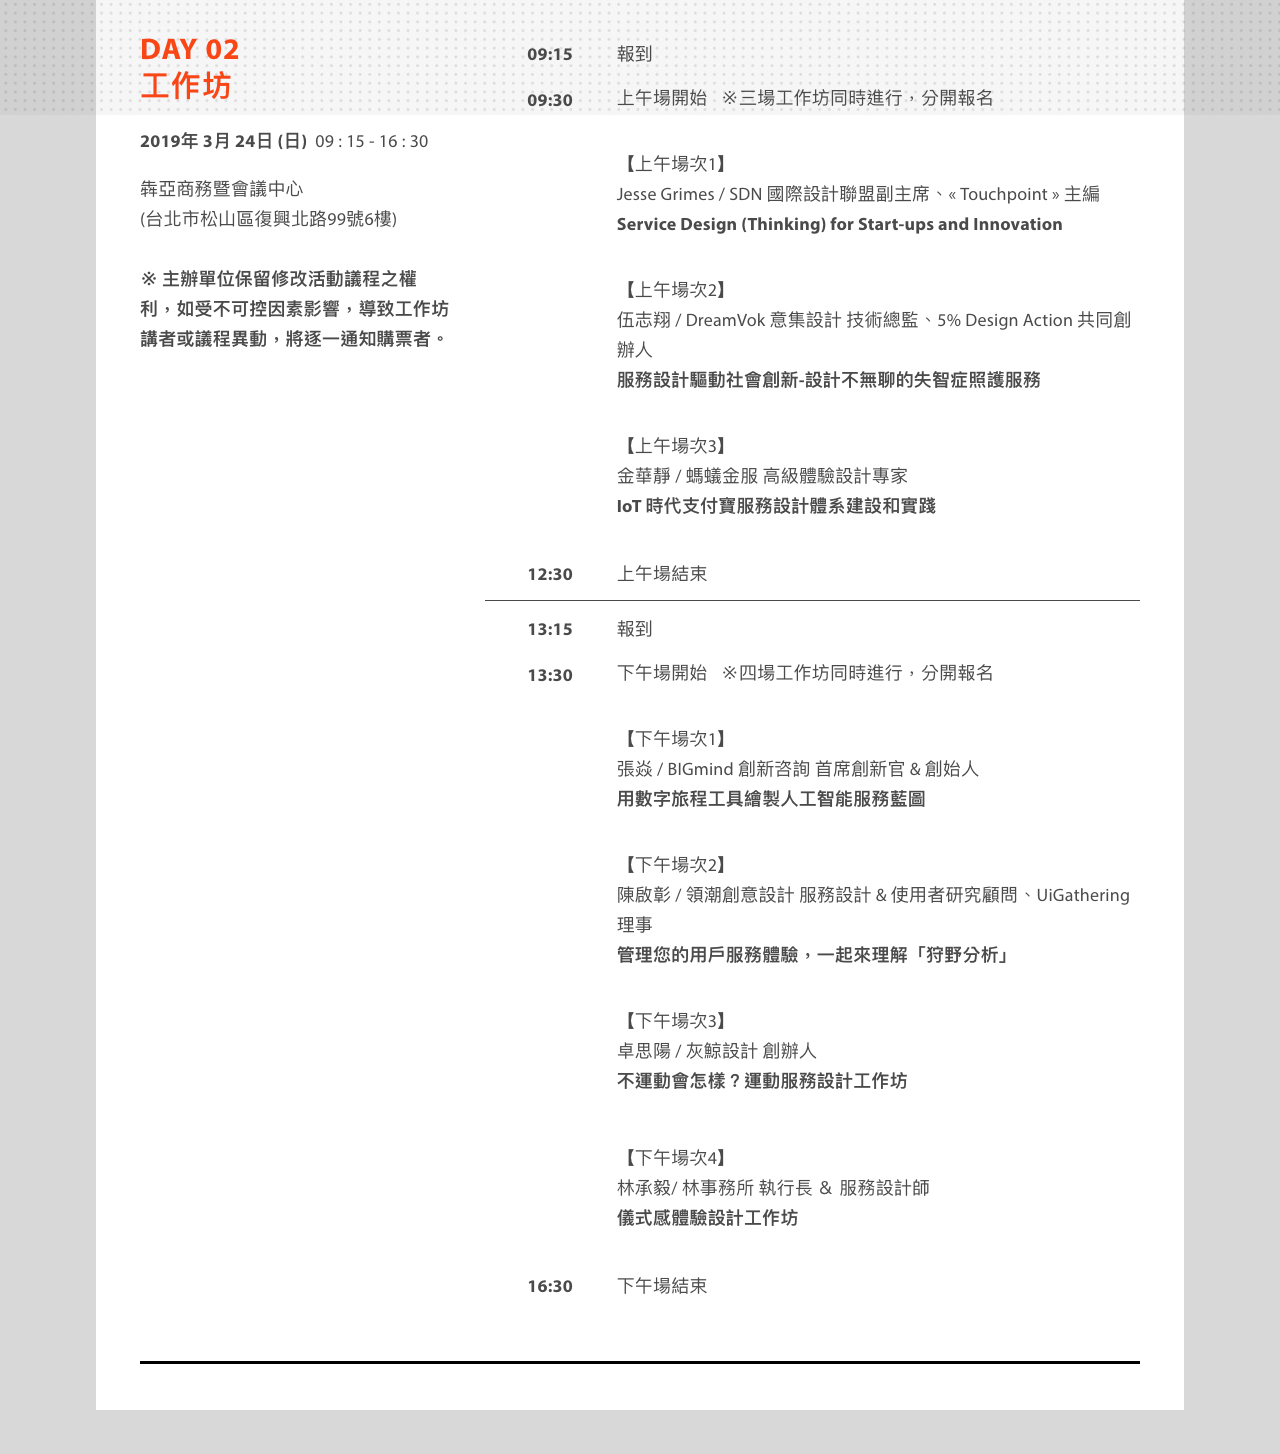 DAY 02
工作坊
2019年 3月 24日 (日) 09 : 15 - 16 : 30
犇亞商務暨會議中心
(台北市松山區復興北路99號6樓)
※ 主辦單位保留修改活動議程之權
利，如受不可控因素影響，導致工作坊
講者或議程異動，將逐一通知購票者。
09:15 報到
09:30 上午場開始 ※三場工作坊同時進行，分開報名
【上午場次1】
Jesse Grimes / SDN 國際設計聯盟副主席、« Touchpoint » 主編
Service Design (Thinking) for Start-ups and Innovation
【上午場次2】
伍志翔 / DreamVok 意集設計 技術總監、5% Design Action 共同創
辦人
服務設計驅動社會創新-設計不無聊的失智症照護服務
【上午場次3】
金華靜 / 螞蟻金服 高級體驗設計專家
IoT 時代支付寶服務設計體系建設和實踐
12:30 上午場結束
13:15 報到
13:30 下午場開始 ※四場工作坊同時進行，分開報名
【下午場次1】
張焱 / BIGmind 創新咨詢 首席創新官 & 創始人
用數字旅程工具繪製人工智能服務藍圖
【下午場次2】
陳啟彰 / 領潮創意設計 服務設計 & 使用者研究顧問、UiGathering
理事
管理您的用戶服務體驗，一起來理解「狩野分析」
【下午場次3】
卓思陽 / 灰鯨設計 創辦人
不運動會怎樣？運動服務設計工作坊
【下午場次4】
林承毅/ 林事務所 執行長 ＆ 服務設計師
儀式感體驗設計工作坊
16:30 下午場結束